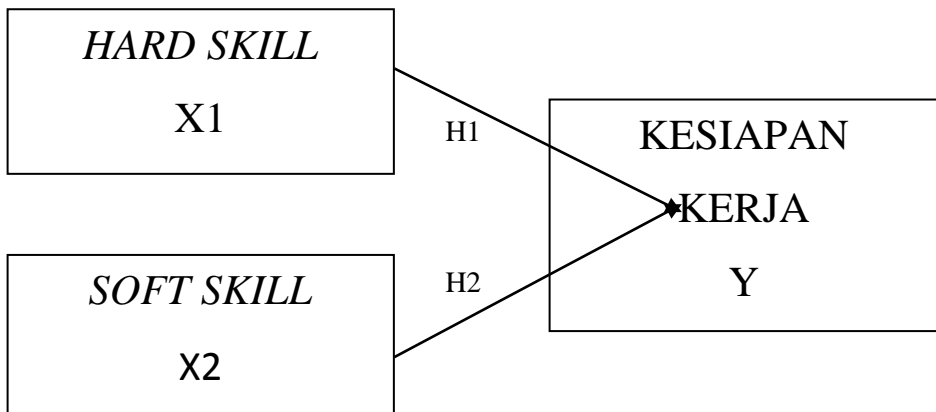 HARD SKILL
X1
H1
KESIAPAN
KERJA
Y
SOFT SKILL
X2
H2